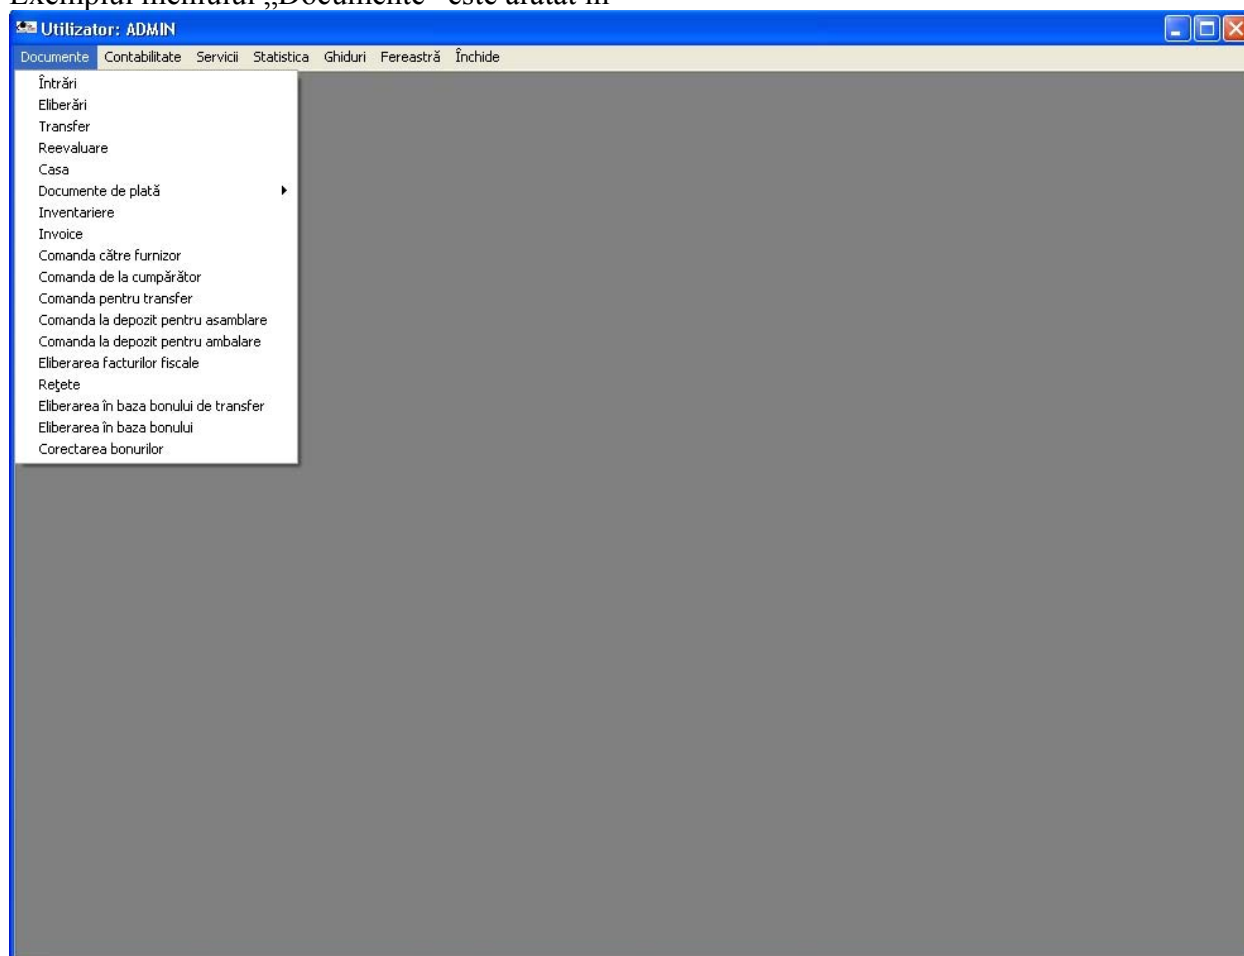 Exemplul meniului „Documente” este arătat în
Utilizator: ADMIN
Documente Contabilitate Servicii Statistica Ghiduri Fereastră Închide
Întrări
Eliberări
Transfer
Reevaluare
Casa
Documente de plată
Inventariere
Invoice
Comanda către furnizor
Comanda de la cumpărător
Comanda pentru transfer
Comanda la depozit pentru asamblare
Comanda la depozit pentru ambalare
Eliberarea facturilor fiscale
Reţete
Eliberarea în baza bonului de transfer
Eliberarea în baza bonului
Corectarea bonurilor